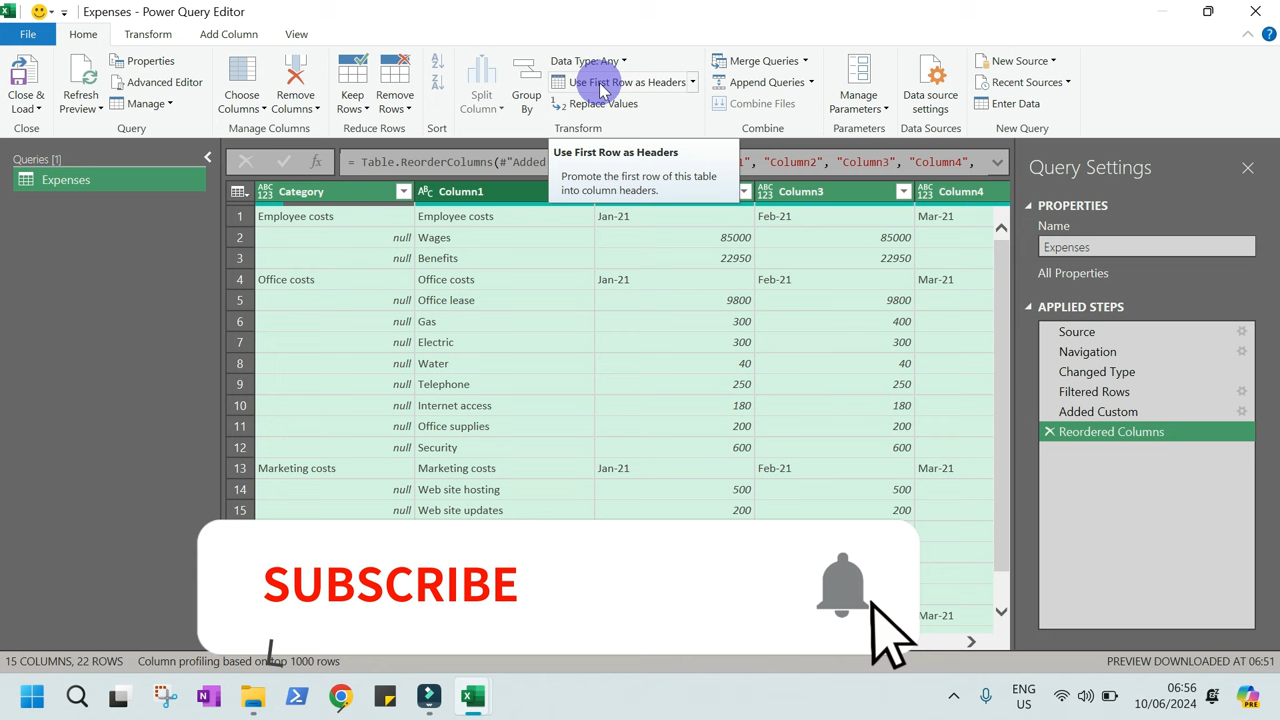 Expenses - Power Query Editor
File Home Transform Add Column View
Close & Load
Close
Refresh Preview
Properties
Advanced Editor
Manage
Query
Choose Columns
Remove Columns
Manage Columns
Keep Rows
Remove Rows
Reduce Rows
Sort
Split Column
Group By
Data Type: Any
Use First Row as Headers
Replace Values
Transform
Merge Queries
Append Queries
Combine Files
Combine
Manage Parameters
Parameters
Data source settings
Data Sources
New Source
Recent Sources
Enter Data
New Query
Use First Row as Headers
Promote the first row of this table
into column headers.
Queries [1]
Expenses
fx = Table.ReorderColumns(#"Added 1", "Column2", "Column3", "Column4",
ABC 123 Category ABC Column1 ABC 123 Column3 ABC 123 Column4
1 Employee costs Employee costs Jan-21 Feb-21 Mar-21
2 null Wages 85000 85000
3 null Benefits 22950 22950
4 Office costs Office costs Jan-21 Feb-21 Mar-21
5 null Office lease 9800 9800
6 null Gas 300 400
7 null Electric 300 300
8 null Water 40 40
9 null Telephone 250 250
10 null Internet access 180 180
11 null Office supplies 200 200
12 null Security 600 600
13 Marketing costs Marketing costs Jan-21 Feb-21 Mar-21
14 null Web site hosting 500 500
15 null Web site updates 200 200
Mar-21
SUBSCRIBE
Query Settings
PROPERTIES
Name
Expenses
All Properties
APPLIED STEPS
Source
Navigation
Changed Type
Filtered Rows
Added Custom
Reordered Columns
15 COLUMNS, 22 ROWS Column profiling based on top 1000 rows
PREVIEW DOWNLOADED AT 06:51
ENG
US
06:56
10/06/2024
PRE